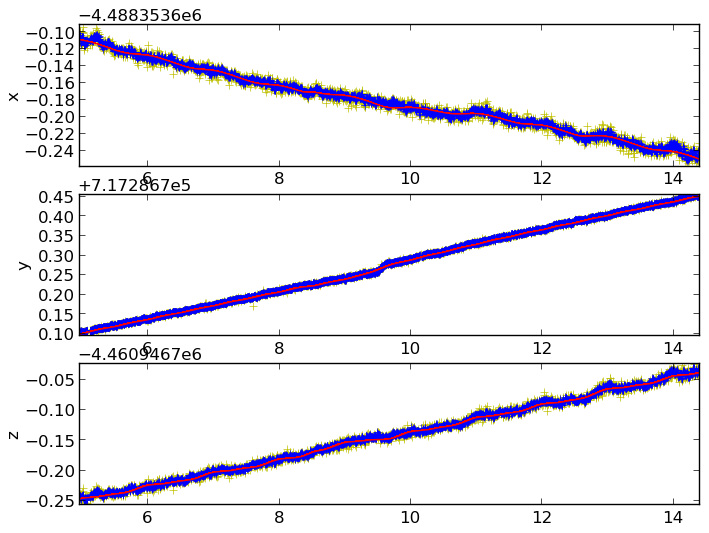 −4.4883536e6
−0.10
−0.12
−0.14
−0.16
−0.18
−0.20
−0.22
−0.24
x
6 8 10 12 14
+7.172867e5
0.45
0.40
0.35
0.30
0.25
0.20
0.15
0.10
y
6 8 10 12 14
−4.4609467e6
−0.05
−0.10
−0.15
−0.20
−0.25
z
6 8 10 12 14